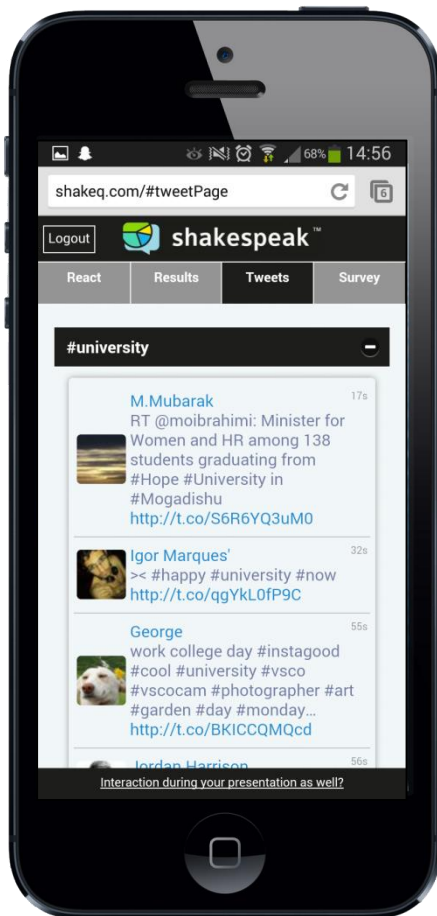 68% 14:56
shakeq.com/#tweetPage 6
Logout shakespeak™
React Results Tweets Survey
#university
M.Mubarak 17s
RT @moibrahimi: Minister for
Women and HR among 138
students graduating from
#Hope #University in
#Mogadishu
http://t.co/S6R6YQ3uM0
Igor Marques' 32s
>< #happy #university #now
http://t.co/qgYkL0fP9C
George 55s
work college day #instagood
#cool #university #vsco
#vscocam #photographer #art
#garden #day #monday...
http://t.co/BKICCQMQcd
Jordan Harrison 56s
Interaction during your presentation as well?